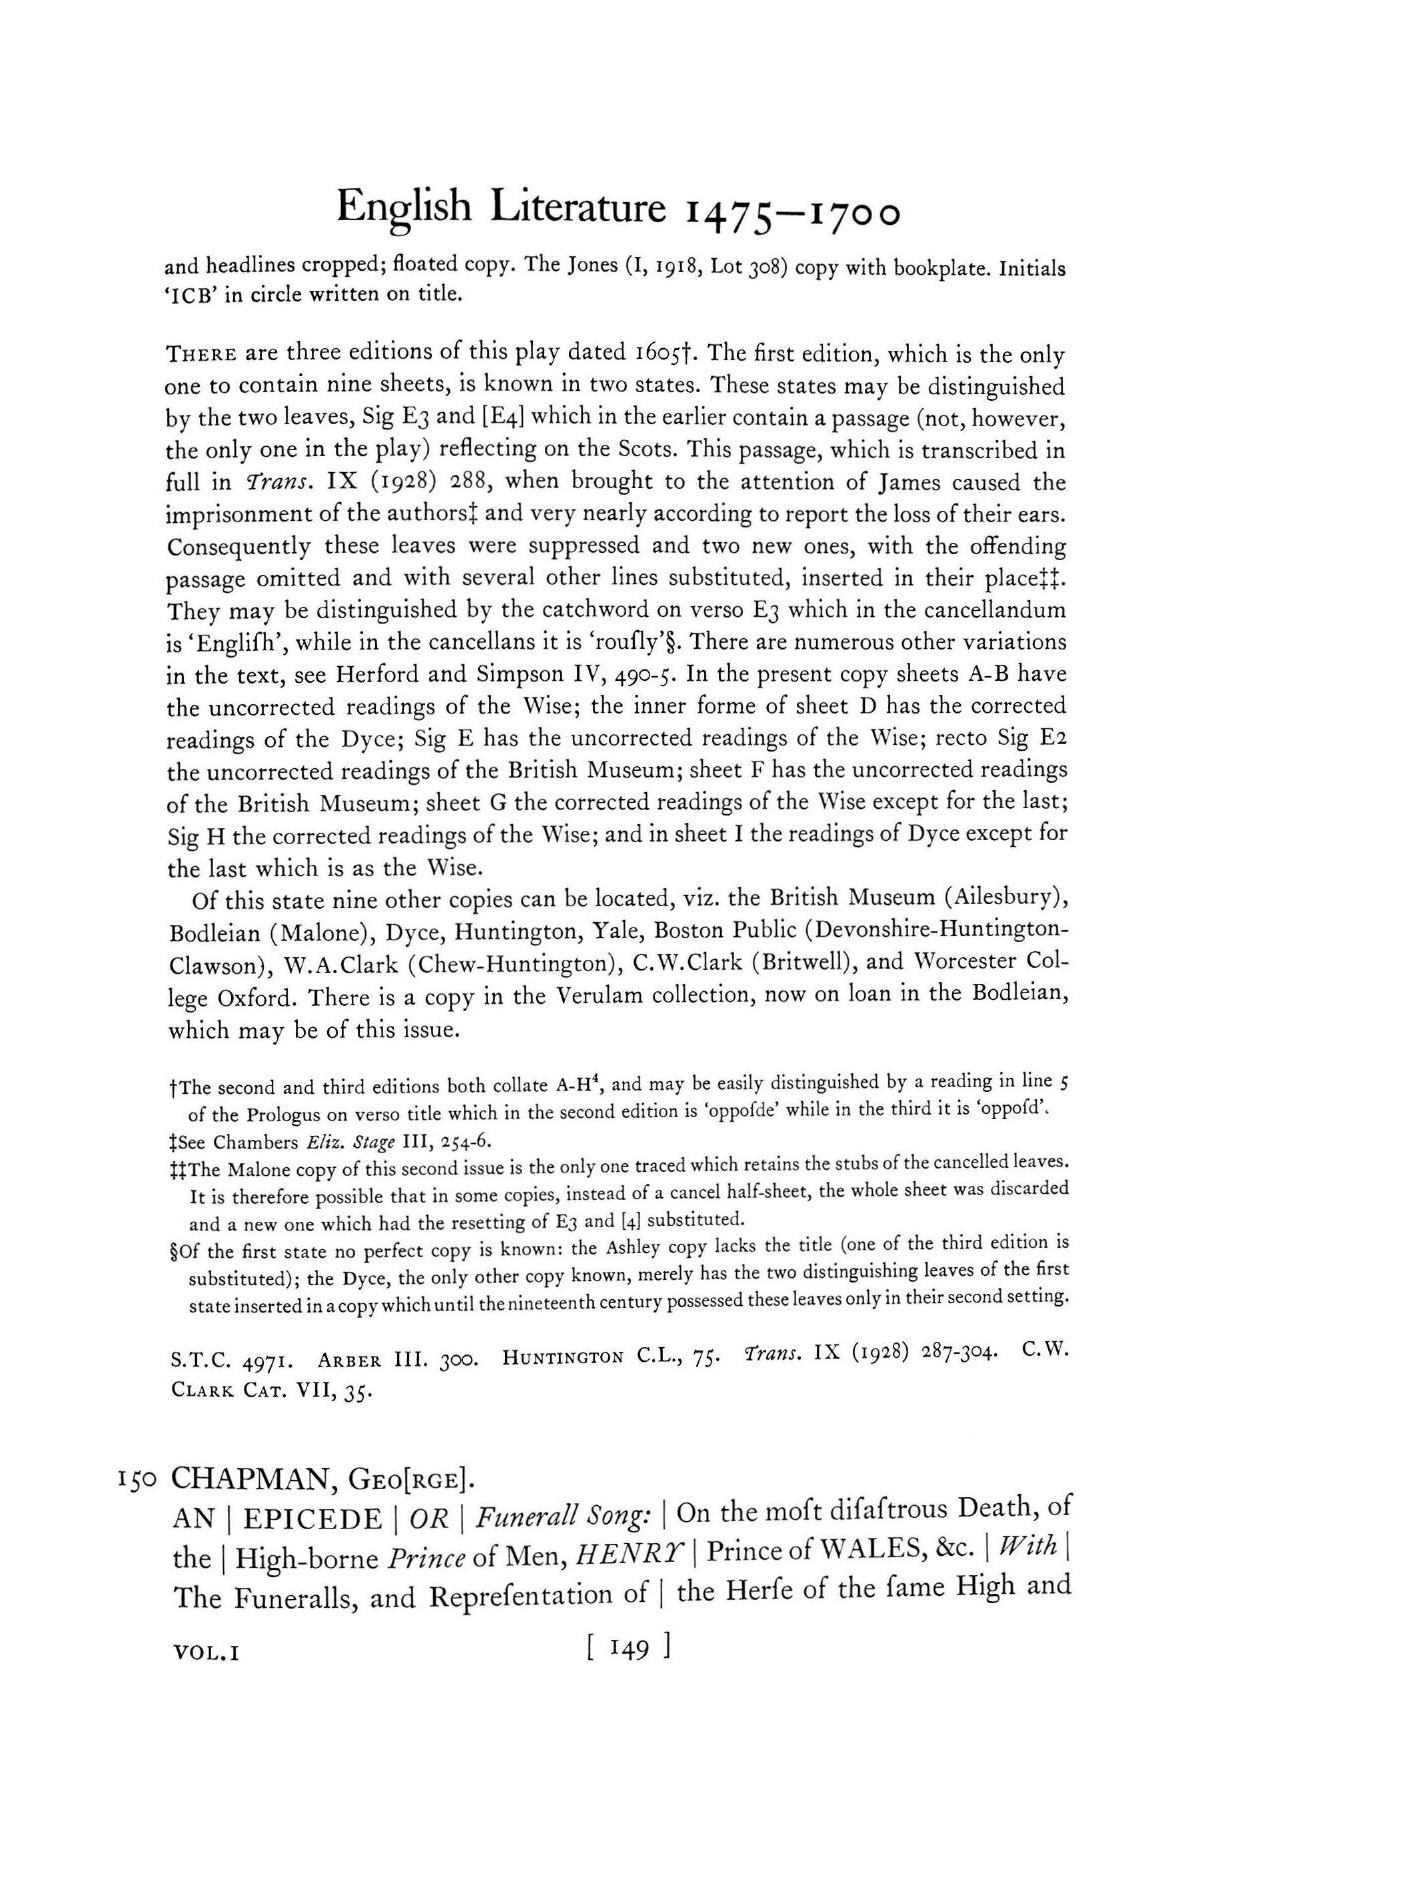 English Literature 1475—1700
and headlines cropped; floated copy. The Jones (I, 1918, Lot 308) copy with bookplate. Initials
‘ICB’ in circle written on title.
THERE are three editions of this play dated 1605†. The first edition, which is the only
one to contain nine sheets, is known in two states. These states may be distinguished
by the two leaves, Sig E3 and [E4] which in the earlier contain a passage (not, however,
the only one in the play) reflecting on the Scots. This passage, which is transcribed in
full in Trans. IX (1928) 288, when brought to the attention of James caused the
imprisonment of the authors‡ and very nearly according to report the loss of their ears.
Consequently these leaves were suppressed and two new ones, with the offending
passage omitted and with several other lines substituted, inserted in their place‡‡.
They may be distinguished by the catchword on verso E3 which in the cancellandum
is ‘Engliſh’, while in the cancellans it is ‘rouſly’§. There are numerous other variations
in the text, see Herford and Simpson IV, 490-5. In the present copy sheets A-B have
the uncorrected readings of the Wise; the inner forme of sheet D has the corrected
readings of the Dyce; Sig E has the uncorrected readings of the Wise; recto Sig E2
the uncorrected readings of the British Museum; sheet F has the uncorrected readings
of the British Museum; sheet G the corrected readings of the Wise except for the last;
Sig H the corrected readings of the Wise; and in sheet I the readings of Dyce except for
the last which is as the Wise.
Of this state nine other copies can be located, viz. the British Museum (Ailesbury),
Bodleian (Malone), Dyce, Huntington, Yale, Boston Public (Devonshire-Huntington-
Clawson), W.A.Clark (Chew-Huntington), C.W.Clark (Britwell), and Worcester Col-
lege Oxford. There is a copy in the Verulam collection, now on loan in the Bodleian,
which may be of this issue.
†The second and third editions both collate A-H⁴, and may be easily distinguished by a reading in line 5
of the Prologus on verso title which in the second edition is ‘oppoſde’ while in the third it is ‘oppoſd’.
‡See Chambers Eliz. Stage III, 254-6.
‡‡The Malone copy of this second issue is the only one traced which retains the stubs of the cancelled leaves.
It is therefore possible that in some copies, instead of a cancel half-sheet, the whole sheet was discarded
and a new one which had the resetting of E3 and [4] substituted.
§Of the first state no perfect copy is known: the Ashley copy lacks the title (one of the third edition is
substituted); the Dyce, the only other copy known, merely has the two distinguishing leaves of the first
state inserted in a copy which until the nineteenth century possessed these leaves only in their second setting.
S.T.C. 4971. ARBER III. 300. HUNTINGTON C.L., 75. Trans. IX (1928) 287-304. C.W.
CLARK CAT. VII, 35.
150 CHAPMAN, GEO[RGE].
AN | EPICEDE | OR | Funerall Song: | On the moſt diſaſtrous Death, of
the | High-borne Prince of Men, HENRY | Prince of WALES, &c. | With |
The Funeralls, and Repreſentation of | the Herſe of the ſame High and
VOL.I [ 149 ]